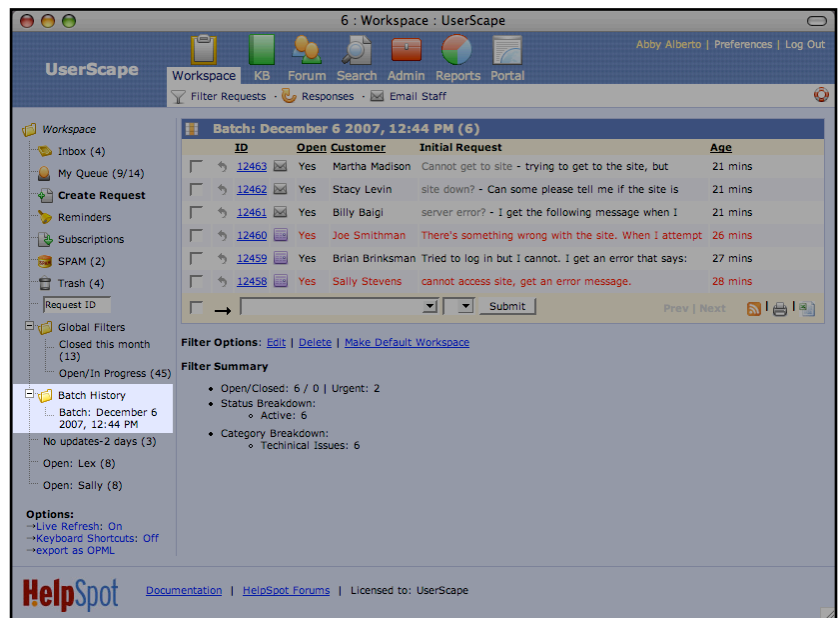 6 : Workspace : UserScape
UserScape
Workspace KB Forum Search Admin Reports Portal
Abby Alberto | Preferences | Log Out
Filter Requests · Responses · Email Staff
Workspace
Inbox (4)
My Queue (9/14)
Create Request
Reminders
Subscriptions
SPAM (2)
Trash (4)
Request ID
Global Filters
Closed this month
(13)
Open/In Progress (45)
Batch History
Batch: December 6
2007, 12:44 PM
No updates-2 days (3)
Open: Lex (8)
Open: Sally (8)
Options:
→Live Refresh: On
→Keyboard Shortcuts: Off
→export as OPML
Batch: December 6 2007, 12:44 PM (6)
ID Open Customer Initial Request Age
12463 Yes Martha Madison Cannot get to site - trying to get to the site, but 21 mins
12462 Yes Stacy Levin site down? - Can some please tell me if the site is 21 mins
12461 Yes Billy Baigi server error? - I get the following message when I 21 mins
12460 Yes Joe Smithman There's something wrong with the site. When I attempt 26 mins
12459 Yes Brian Brinksman Tried to log in but I cannot. I get an error that says: 27 mins
12458 Yes Sally Stevens cannot access site, get an error message. 28 mins
Submit Prev | Next
Filter Options: Edit | Delete | Make Default Workspace
Filter Summary
• Open/Closed: 6 / 0 | Urgent: 2
• Status Breakdown:
○ Active: 6
• Category Breakdown:
○ Techinical Issues: 6
HelpSpot
Documentation | HelpSpot Forums | Licensed to: UserScape